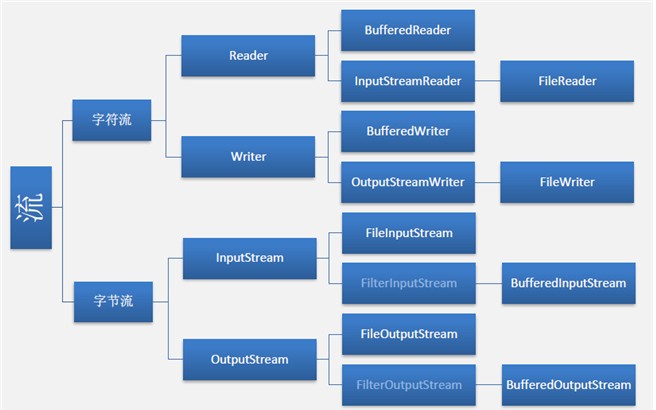 流
字符流
Reader
BufferedReader
InputStreamReader
FileReader
Writer
BufferedWriter
OutputStreamWriter
FileWriter
字节流
InputStream
FileInputStream
FilterInputStream
BufferedInputStream
OutputStream
FileOutputStream
FilterOutputStream
BufferedOutputStream